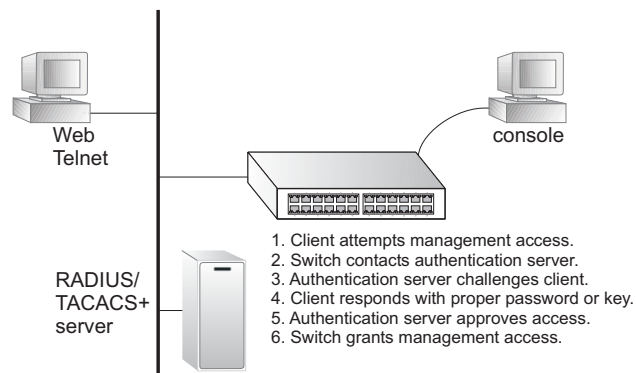 Web
Telnet
console
RADIUS/
TACACS+
server
1. Client attempts management access.
2. Switch contacts authentication server.
3. Authentication server challenges client.
4. Client responds with proper password or key.
5. Authentication server approves access.
6. Switch grants management access.